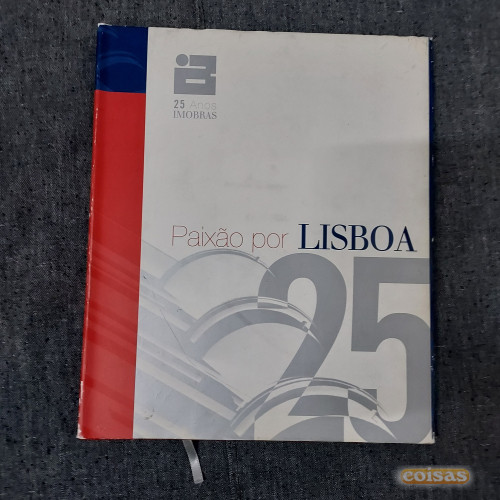 25 Anos
IMOBRAS
Paixão por LISBOA
25
coisas